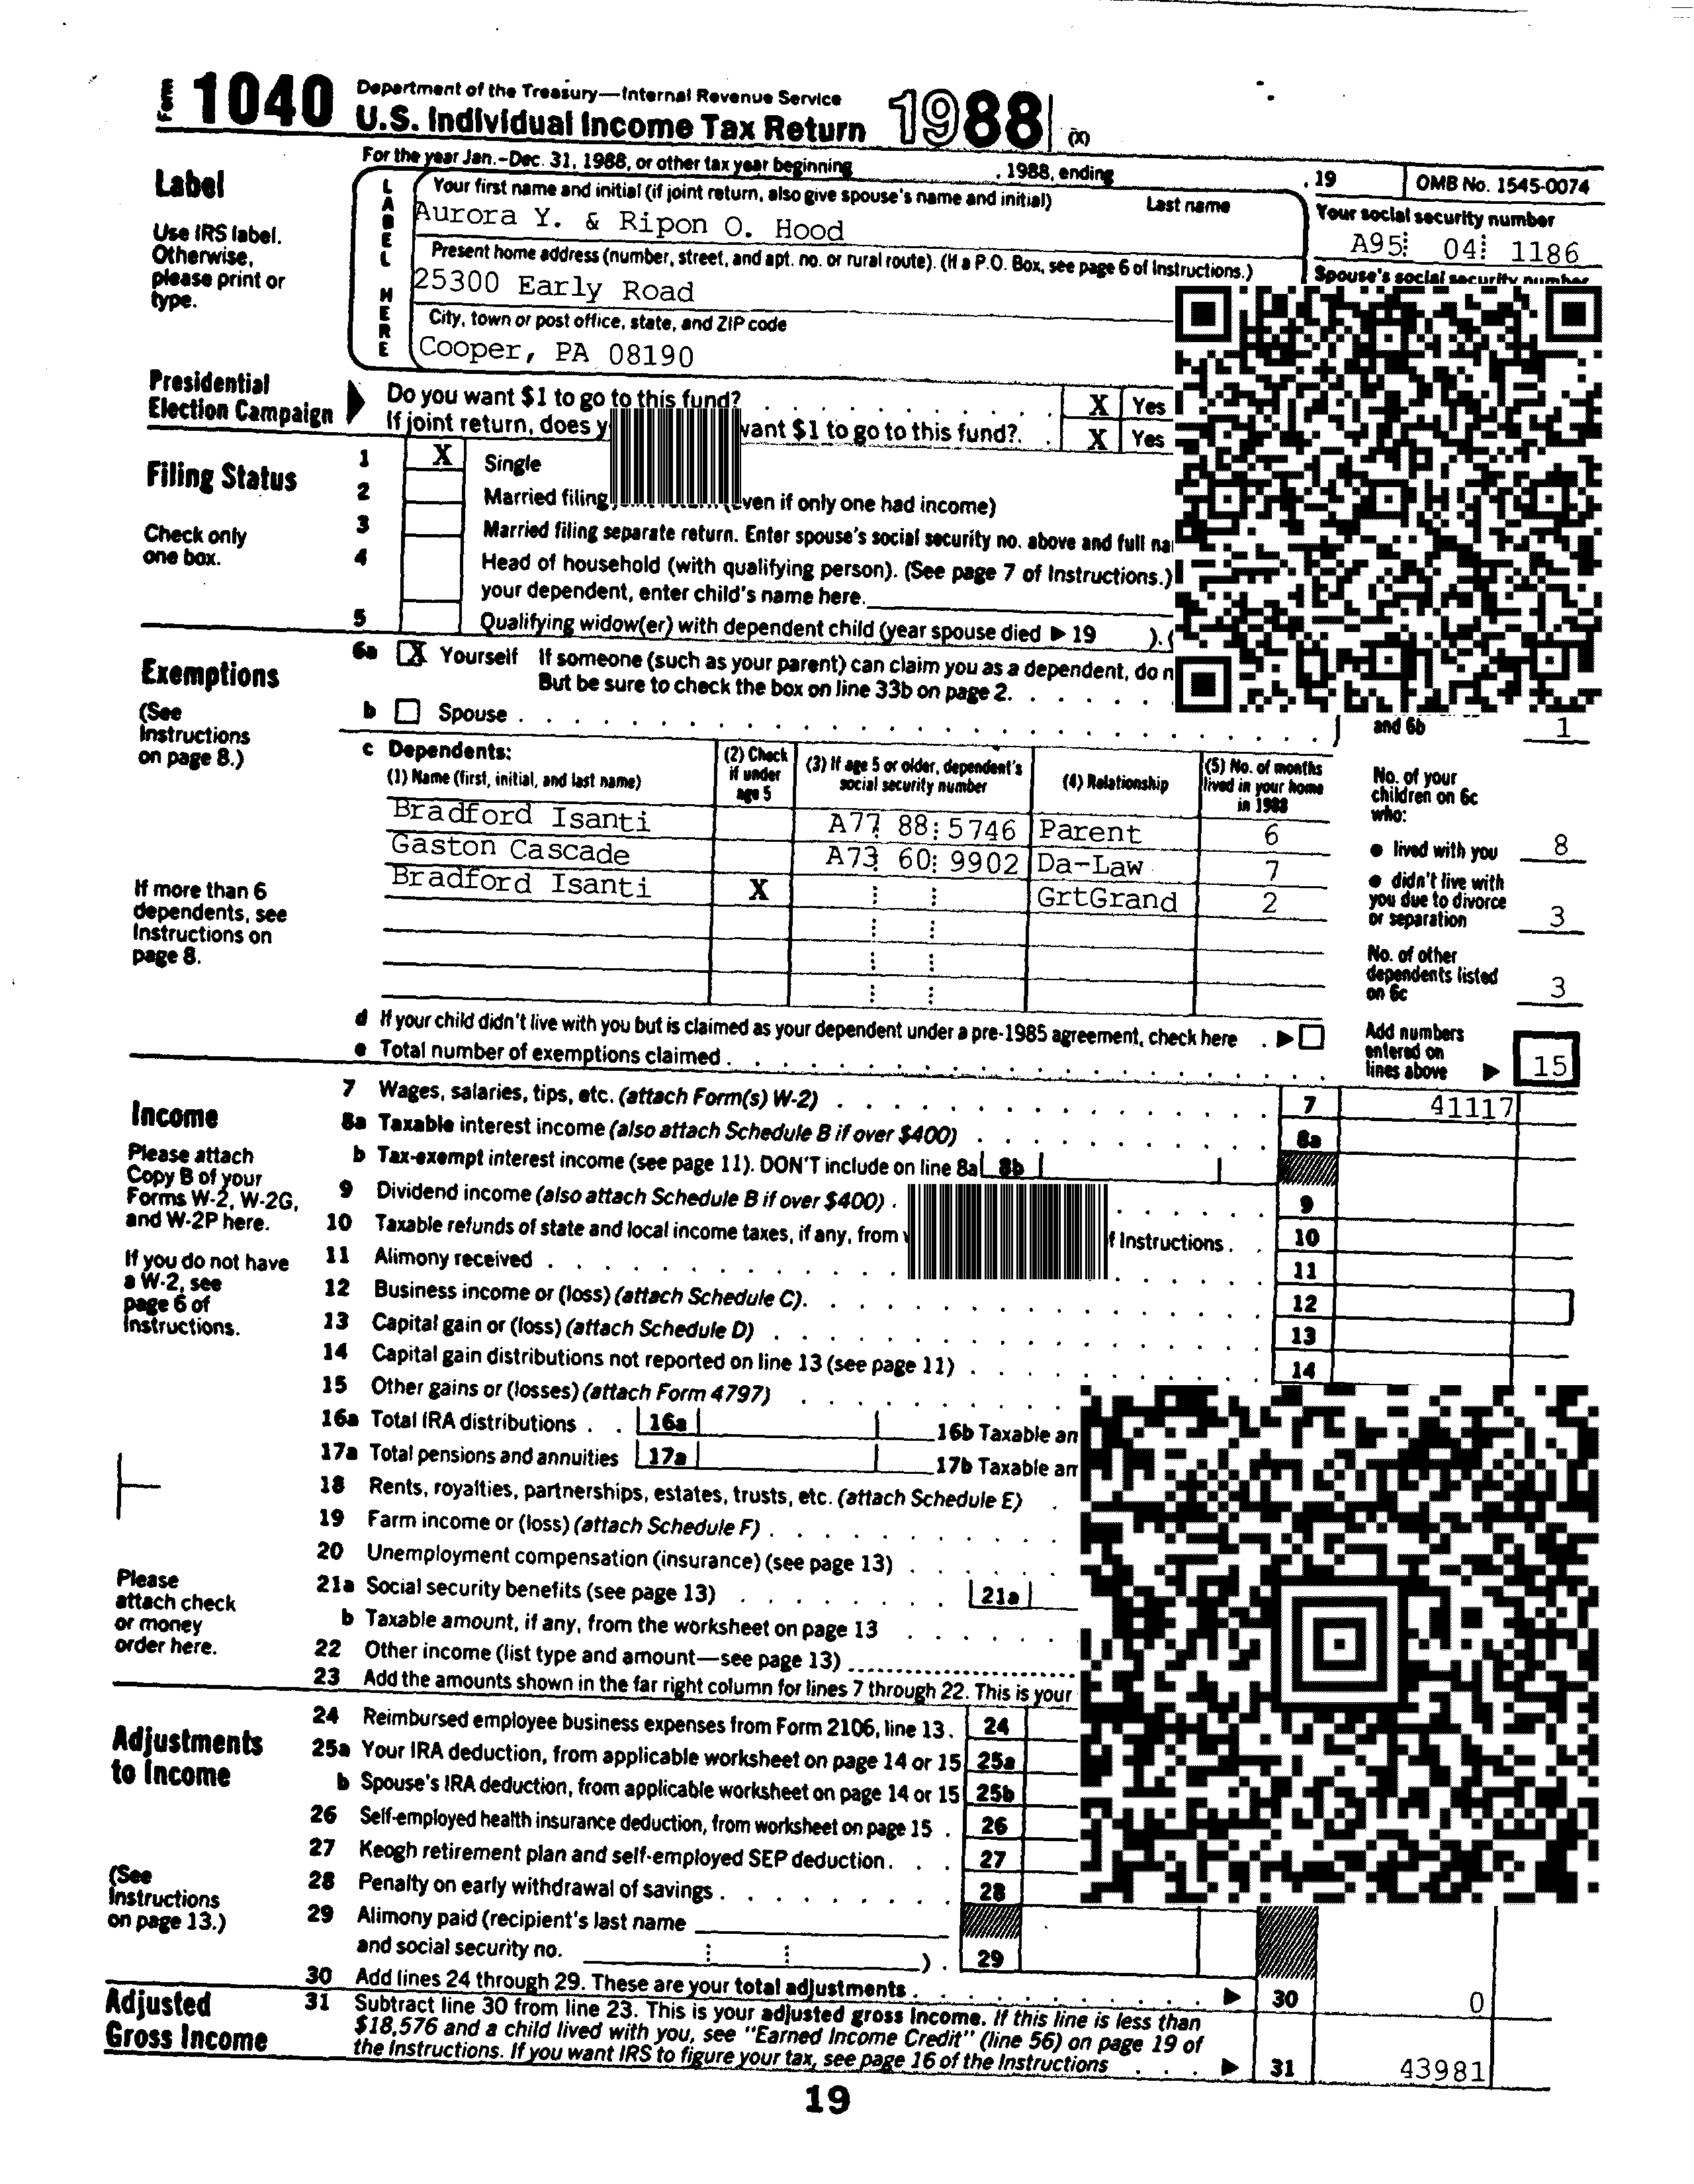 Form 1040 Department of the Treasury—Internal Revenue Service
U.S. Individual Income Tax Return 1988 (X)
For the year Jan.-Dec. 31, 1988, or other tax year beginning , 1988, ending , 19 OMB No. 1545-0074
Label
Use IRS label.
Otherwise,
please print or
type.
LABEL HERE
Your first name and initial (if joint return, also give spouse's name and initial) Last name
Aurora Y. & Ripon O. Hood
Your social security number
A95 04 1186
Present home address (number, street, and apt. no. or rural route). (If a P.O. Box, see page 6 of Instructions.)
25300 Early Road
Spouse's social security number
City, town or post office, state, and ZIP code
Cooper, PA 08190
Presidential
Election Campaign
Do you want $1 to go to this fund? X Yes
If joint return, does want $1 to go to this fund? X Yes
Filing Status
Check only
one box.
1 X Single
2 Married filing (even if only one had income)
3 Married filing separate return. Enter spouse's social security no. above and full
4 Head of household (with qualifying person). (See page 7 of Instructions.)
your dependent, enter child's name here.
5 Qualifying widow(er) with dependent child (year spouse died ▶ 19 ).
Exemptions
(See
Instructions
on page 8.)
6a X Yourself If someone (such as your parent) can claim you as a dependent, do
But be sure to check the box on line 33b on page 2.
b Spouse
and 6b 1
c Dependents:
(1) Name (first, initial, and last name)
(2) Check if under age 5
(3) If age 5 or older, dependent's social security number
(4) Relationship
(5) No. of months lived in your home in 1988
Bradford Isanti A77 88 5746 Parent 6
Gaston Cascade A73 60 9902 Da-Law 7
Bradford Isanti X GrtGrand 2
If more than 6
dependents, see
Instructions on
page 8.
No. of your
children on 6c
who:
● lived with you 8
● didn't live with
you due to divorce
or separation 3
No. of other
dependents listed
on 6c 3
d If your child didn't live with you but is claimed as your dependent under a pre-1985 agreement, check here ▶
e Total number of exemptions claimed
Add numbers
entered on
lines above ▶ 15
Income
Please attach
Copy B of your
Forms W-2, W-2G,
and W-2P here.
If you do not have
a W-2, see
page 6 of
Instructions.
Please
attach check
or money
order here.
7 Wages, salaries, tips, etc. (attach Form(s) W-2) 7 41117
8a Taxable interest income (also attach Schedule B if over $400) 8a
b Tax-exempt interest income (see page 11). DON'T include on line 8a 8b
9 Dividend income (also attach Schedule B if over $400) 9
10 Taxable refunds of state and local income taxes, if any, from Instructions. 10
11 Alimony received 11
12 Business income or (loss) (attach Schedule C). 12
13 Capital gain or (loss) (attach Schedule D) 13
14 Capital gain distributions not reported on line 13 (see page 11) 14
15 Other gains or (losses) (attach Form 4797)
16a Total IRA distributions 16a 16b Taxable
17a Total pensions and annuities 17a 17b Taxable
18 Rents, royalties, partnerships, estates, trusts, etc. (attach Schedule E)
19 Farm income or (loss) (attach Schedule F)
20 Unemployment compensation (insurance) (see page 13)
21a Social security benefits (see page 13) 21a
b Taxable amount, if any, from the worksheet on page 13
22 Other income (list type and amount—see page 13)
23 Add the amounts shown in the far right column for lines 7 through 22. This is your
Adjustments
to Income
(See
Instructions
on page 13.)
24 Reimbursed employee business expenses from Form 2106, line 13. 24
25a Your IRA deduction, from applicable worksheet on page 14 or 15 25a
b Spouse's IRA deduction, from applicable worksheet on page 14 or 15 25b
26 Self-employed health insurance deduction, from worksheet on page 15 26
27 Keogh retirement plan and self-employed SEP deduction. 27
28 Penalty on early withdrawal of savings 28
29 Alimony paid (recipient's last name
and social security no. ). 29
30 Add lines 24 through 29. These are your total adjustments ▶ 30 0
Adjusted
Gross Income
31 Subtract line 30 from line 23. This is your adjusted gross income. If this line is less than
$18,576 and a child lived with you, see "Earned Income Credit" (line 56) on page 19 of
the Instructions. If you want IRS to figure your tax, see page 16 of the Instructions ▶ 31 43981
19